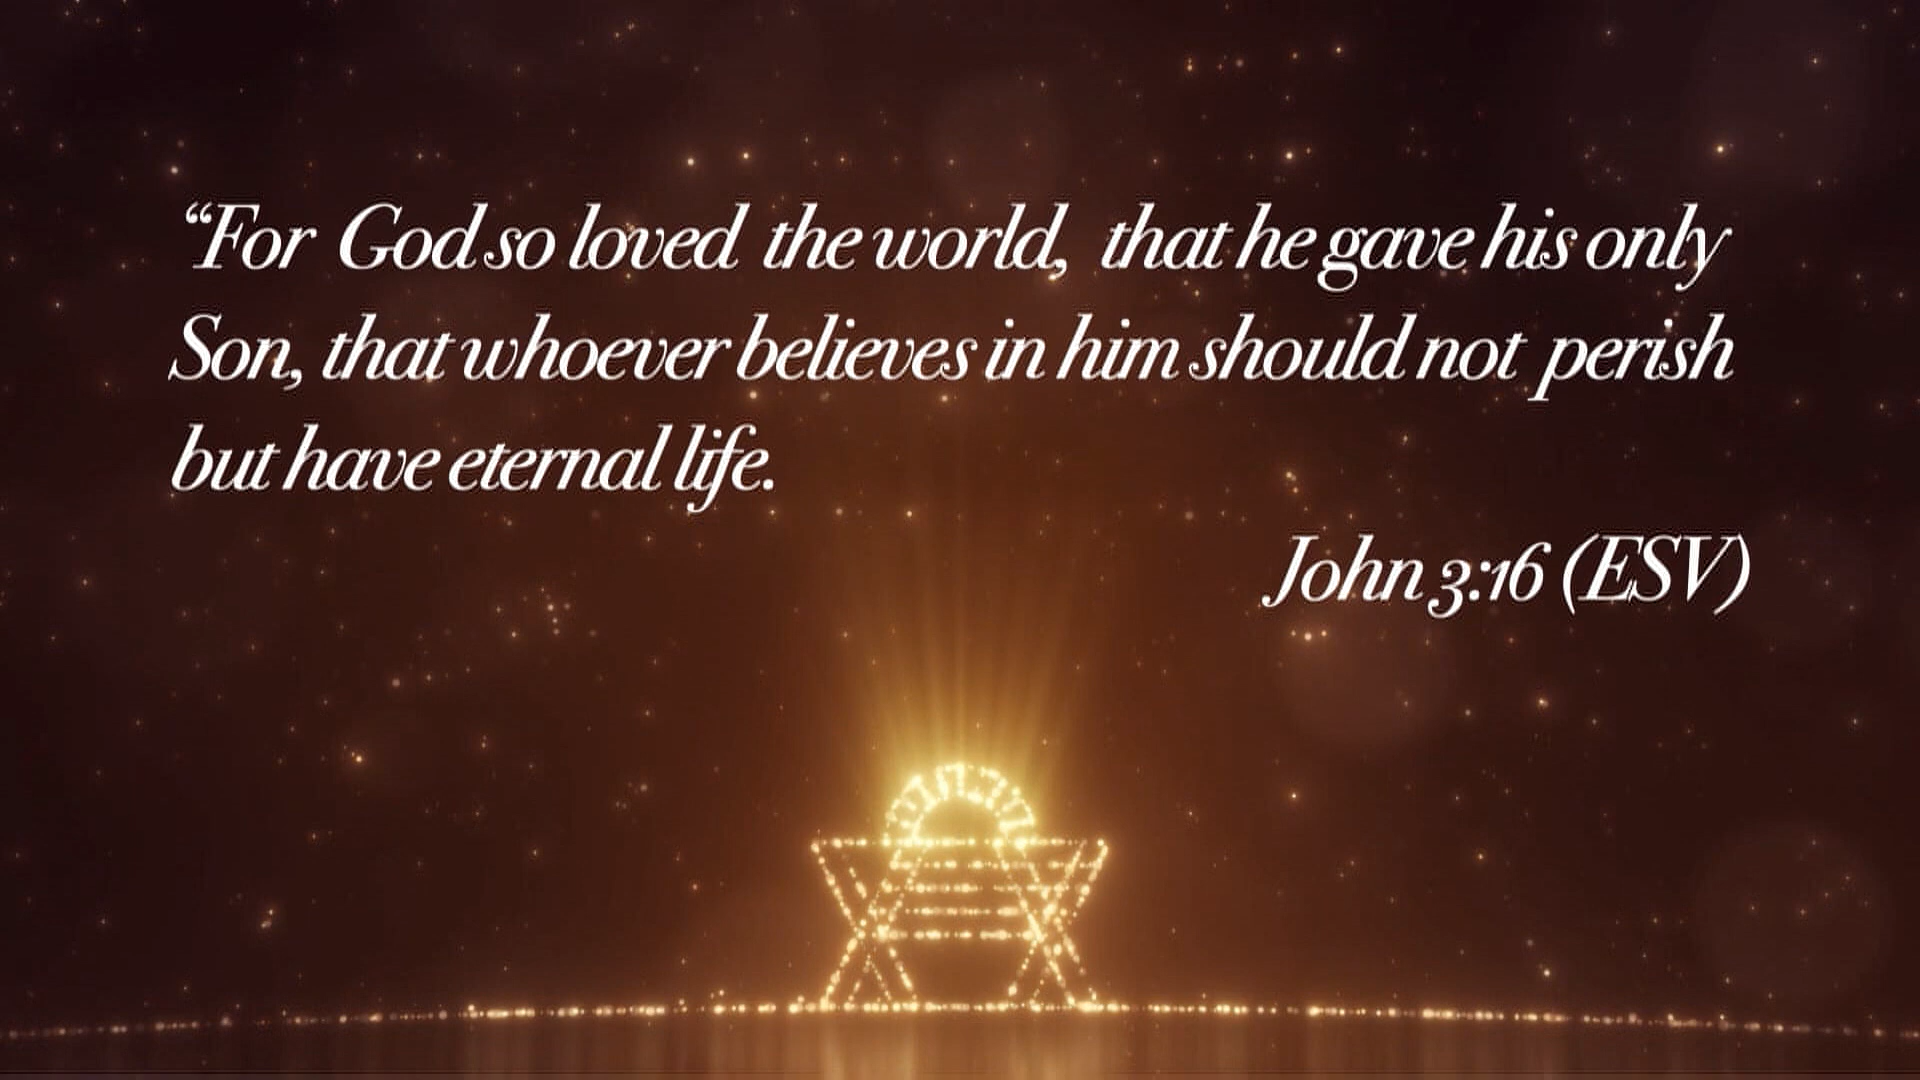 “For God so loved the world, that he gave his only
Son, that whoever believes in him should not perish
but have eternal life.
John 3:16 (ESV)